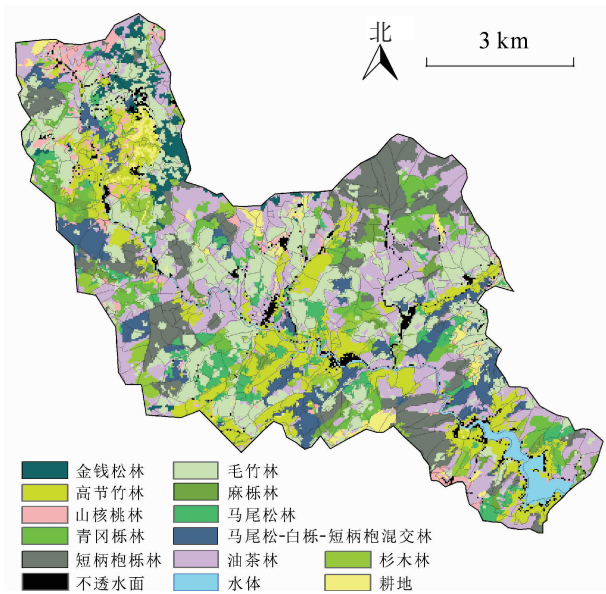 北
3 km
金钱松林 毛竹林
高节竹林 麻栎林
山核桃林 马尾松林
青冈栎林 马尾松-白栎-短柄枹混交林
短柄枹栎林 油茶林 杉木林
不透水面 水体 耕地